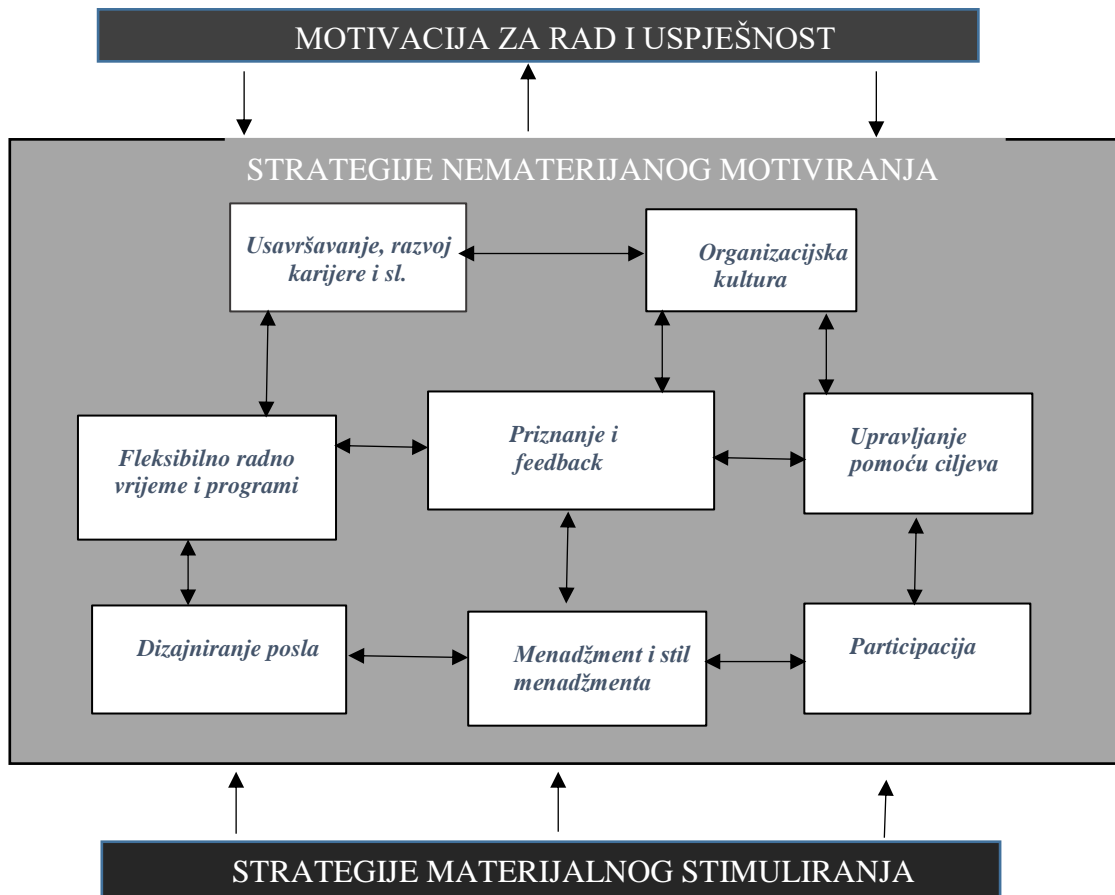 MOTIVACIJA ZA RAD I USPJEŠNOST
STRATEGIJE NEMATERIJANOG MOTIVIRANJA
Usavršavanje, razvoj
karijere i sl.
Organizacijska
kultura
Fleksibilno radno
vrijeme i programi
Priznanje i
feedback
Upravljanje
pomoću ciljeva
Dizajniranje posla
Menadžment i stil
menadžmenta
Participacija
STRATEGIJE MATERIJALNOG STIMULIRANJA